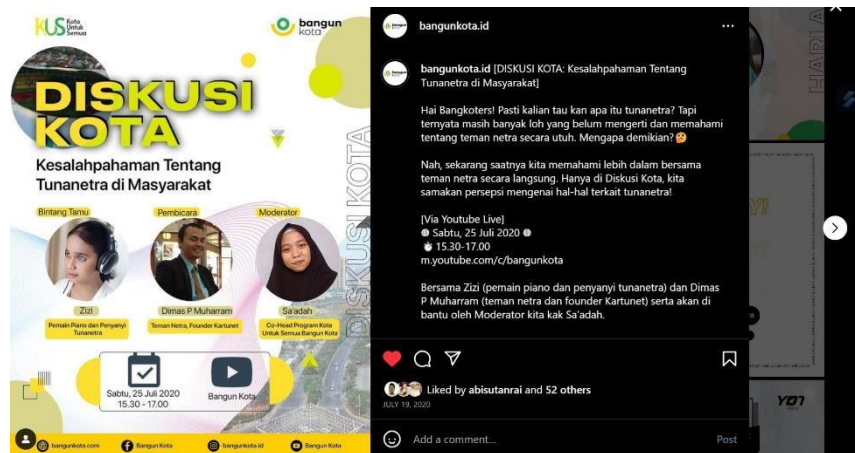 KUS Kota Untuk Semua
bangun kota
DISKUSI
KOTA
Kesalahpahaman Tentang
Tunanetra di Masyarakat
DISKUSI KOTA
Bintang Tamu
Pembicara
Moderator
Zizi
Dimas P Muharram
Sa'adah
Pemain Piano dan Penyanyi
Tunanetra
Teman Netra, Founder Kartunet
Co-Head Program Kota
Untuk Semua Bangun Kota
Sabtu, 25 Juli 2020
15.30 - 17.00
Bangun Kota
bangunkota.com
Bangun Kota
bangunkota.id
Bangun Kota
bangunkota.id
bangunkota.id [DISKUSI KOTA: Kesalahpahaman Tentang
Tunanetra di Masyarakat]
Hai Bangkoters! Pasti kalian tau kan apa itu tunanetra? Tapi
ternyata masih banyak loh yang belum mengerti dan memahami
tentang teman netra secara utuh. Mengapa demikian?🤔
Nah, sekarang saatnya kita memahami lebih dalam bersama
teman netra secara langsung. Hanya di Diskusi Kota, kita
samakan persepsi mengenai hal-hal terkait tunanetra!
[Via Youtube Live]
Sabtu, 25 Juli 2020
15.30-17.00
m.youtube.com/c/bangunkota
Bersama Zizi (pemain piano dan penyanyi tunanetra) dan Dimas
P Muharram (teman netra dan founder Kartunet) serta akan di
bantu oleh Moderator kita kak Sa'adah.
Liked by abisutanrai and 52 others
JULY 19, 2020
Add a comment...
Post
HARI A